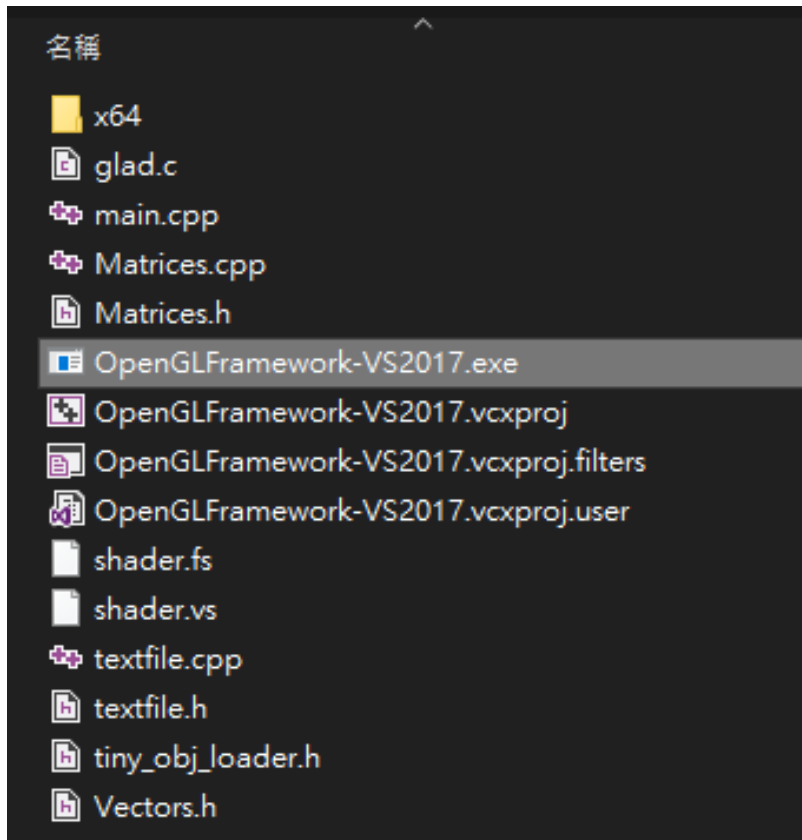 名稱
x64
glad.c
main.cpp
Matrices.cpp
Matrices.h
OpenGLFramework-VS2017.exe
OpenGLFramework-VS2017.vcxproj
OpenGLFramework-VS2017.vcxproj.filters
OpenGLFramework-VS2017.vcxproj.user
shader.fs
shader.vs
textfile.cpp
textfile.h
tiny_obj_loader.h
Vectors.h